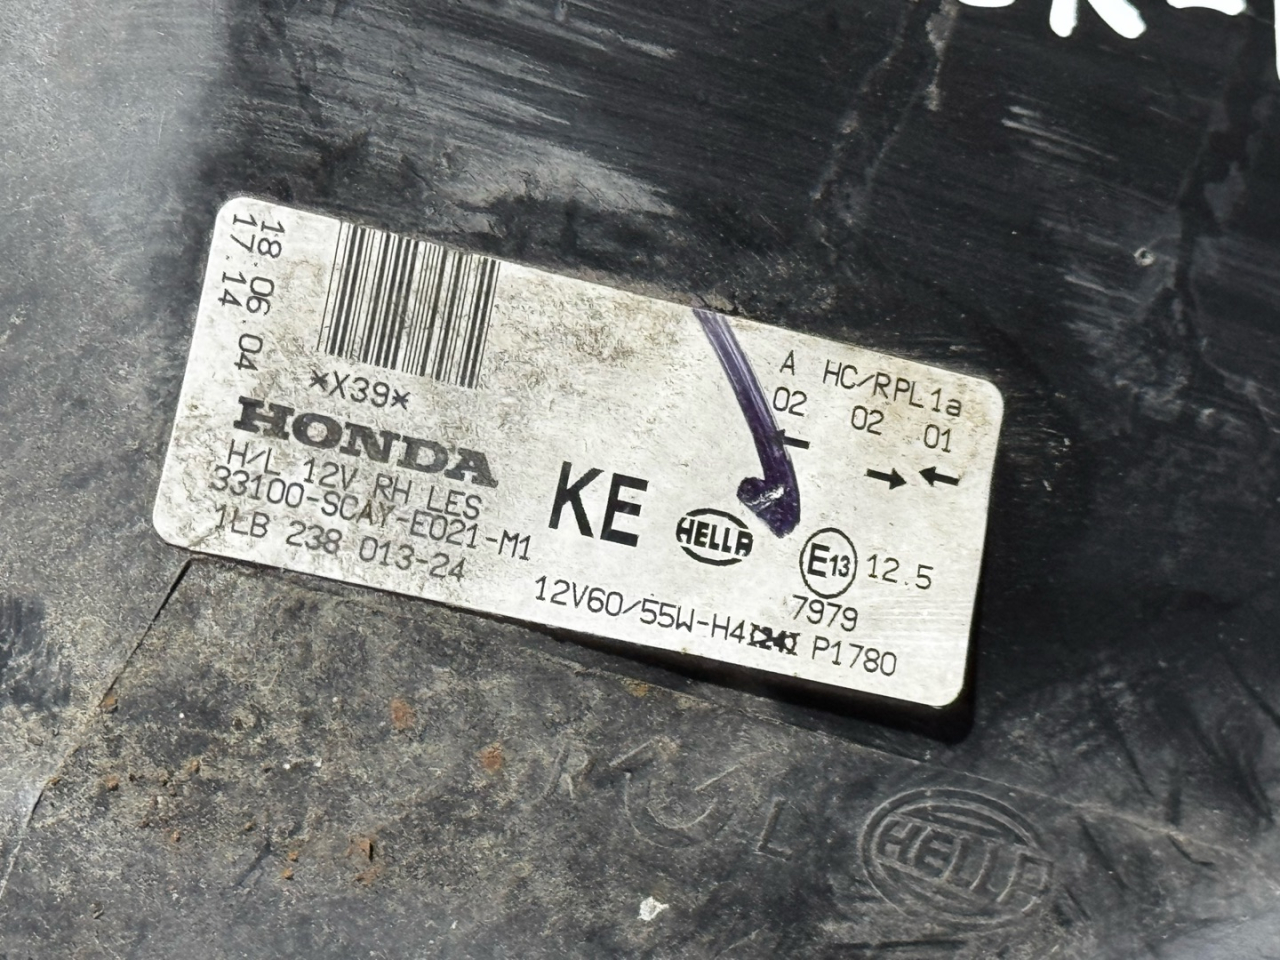 18.06.04
17.14
*X39*
HONDA
H/L 12V RH LES
33100-SCAY-E021-M1
1LB 238 013-24
KE
HELLA
A HC/R PL 1a
02 02 01
← → ←
E13 12.5
7979
12V60/55W-H4 P1780
R L
HELLA